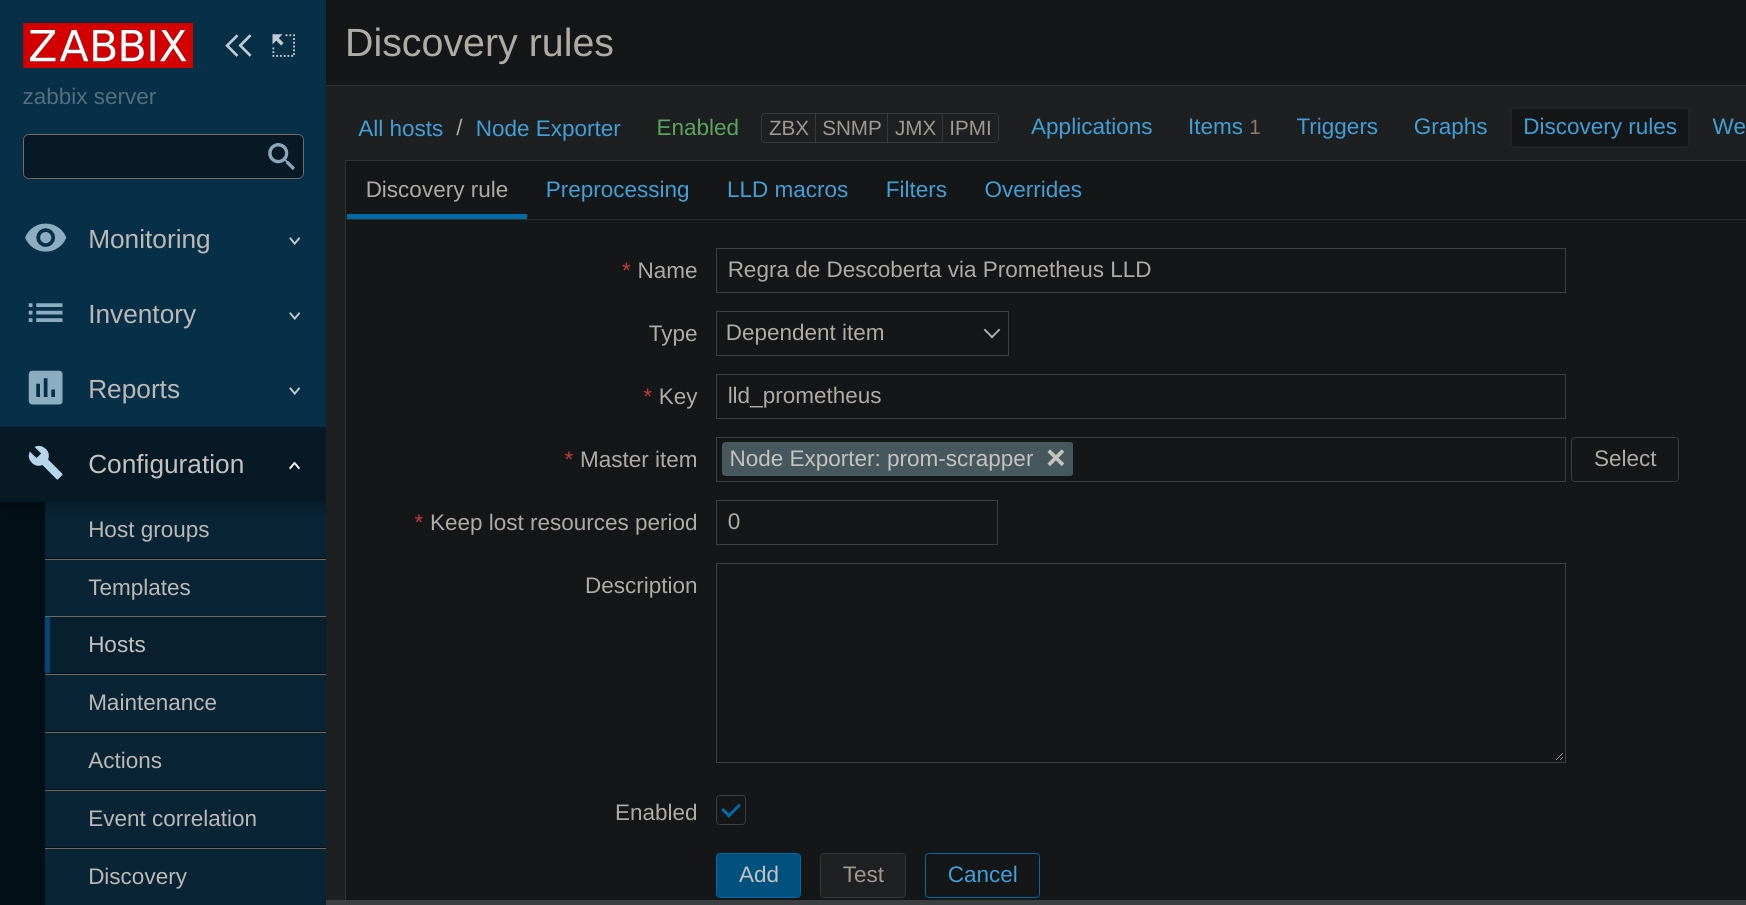 ZABBIX
zabbix server
Monitoring
Inventory
Reports
Configuration
Host groups
Templates
Hosts
Maintenance
Actions
Event correlation
Discovery
Discovery rules
All hosts / Node Exporter Enabled ZBX SNMP JMX IPMI Applications Items 1 Triggers Graphs Discovery rules We
Discovery rule Preprocessing LLD macros Filters Overrides
* Name Regra de Descoberta via Prometheus LLD
Type Dependent item
* Key lld_prometheus
* Master item Node Exporter: prom-scrapper Select
* Keep lost resources period 0
Description
Enabled
Add Test Cancel